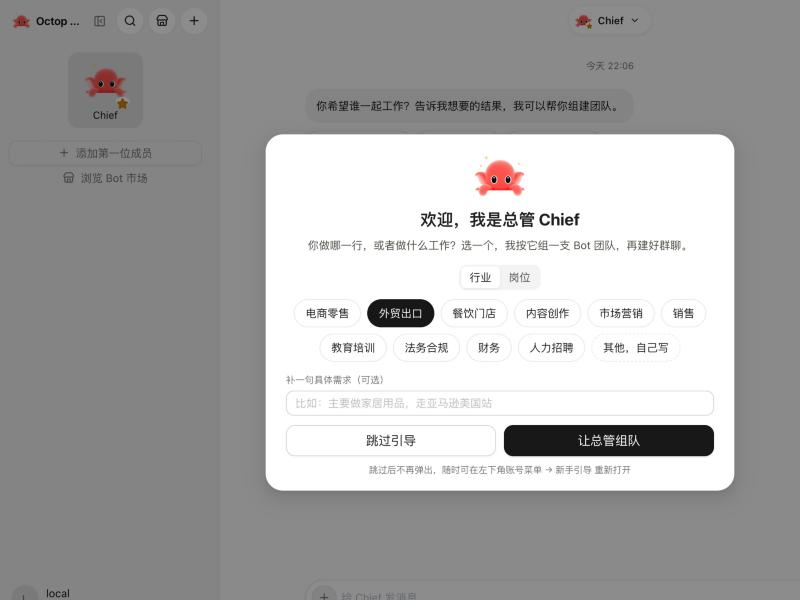 Octop ...
Chief
今天 22:06
Chief
你希望谁一起工作？告诉我想要的结果，我可以帮你组建团队。
添加第一位成员
浏览 Bot 市场
欢迎，我是总管 Chief
你做哪一行，或者做什么工作？选一个，我按它组一支 Bot 团队，再建好群聊。
行业 岗位
电商零售 外贸出口 餐饮门店 内容创作 市场营销 销售
教育培训 法务合规 财务 人力招聘 其他，自己写
补一句具体需求（可选）
比如：主要做家居用品，走亚马逊美国站
跳过引导 让总管组队
跳过后不再弹出，随时可在左下角账号菜单 → 新手引导 重新打开
local
给 Chief 发消息